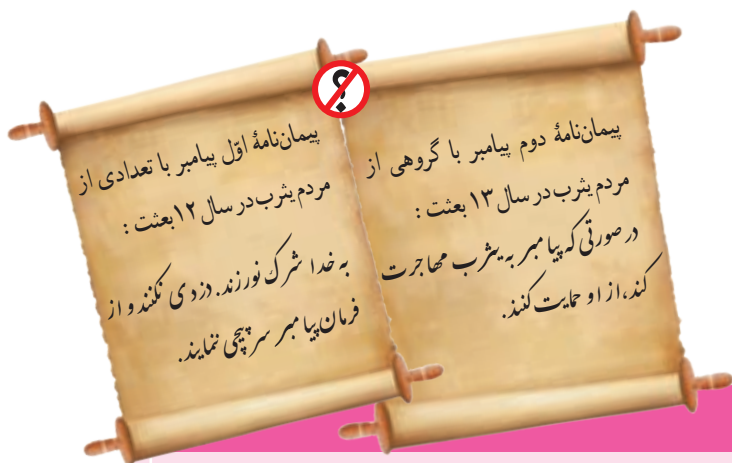 پیمان‌نامهٔ دوم پیامبر با گروهی از
مردم یثرب در سال ۱۳ بعثت :
در صورتی که پیامبر به یثرب مهاجرت
کند، از او حمایت کنند.
پیمان‌نامهٔ اوّل پیامبر با تعدادی از
مردم یثرب در سال ۱۲ بعثت :
به خدا شرک نورزند. دزدی نکنند و از
فرمان پیامبر سرپیچی ننمایند.
؟